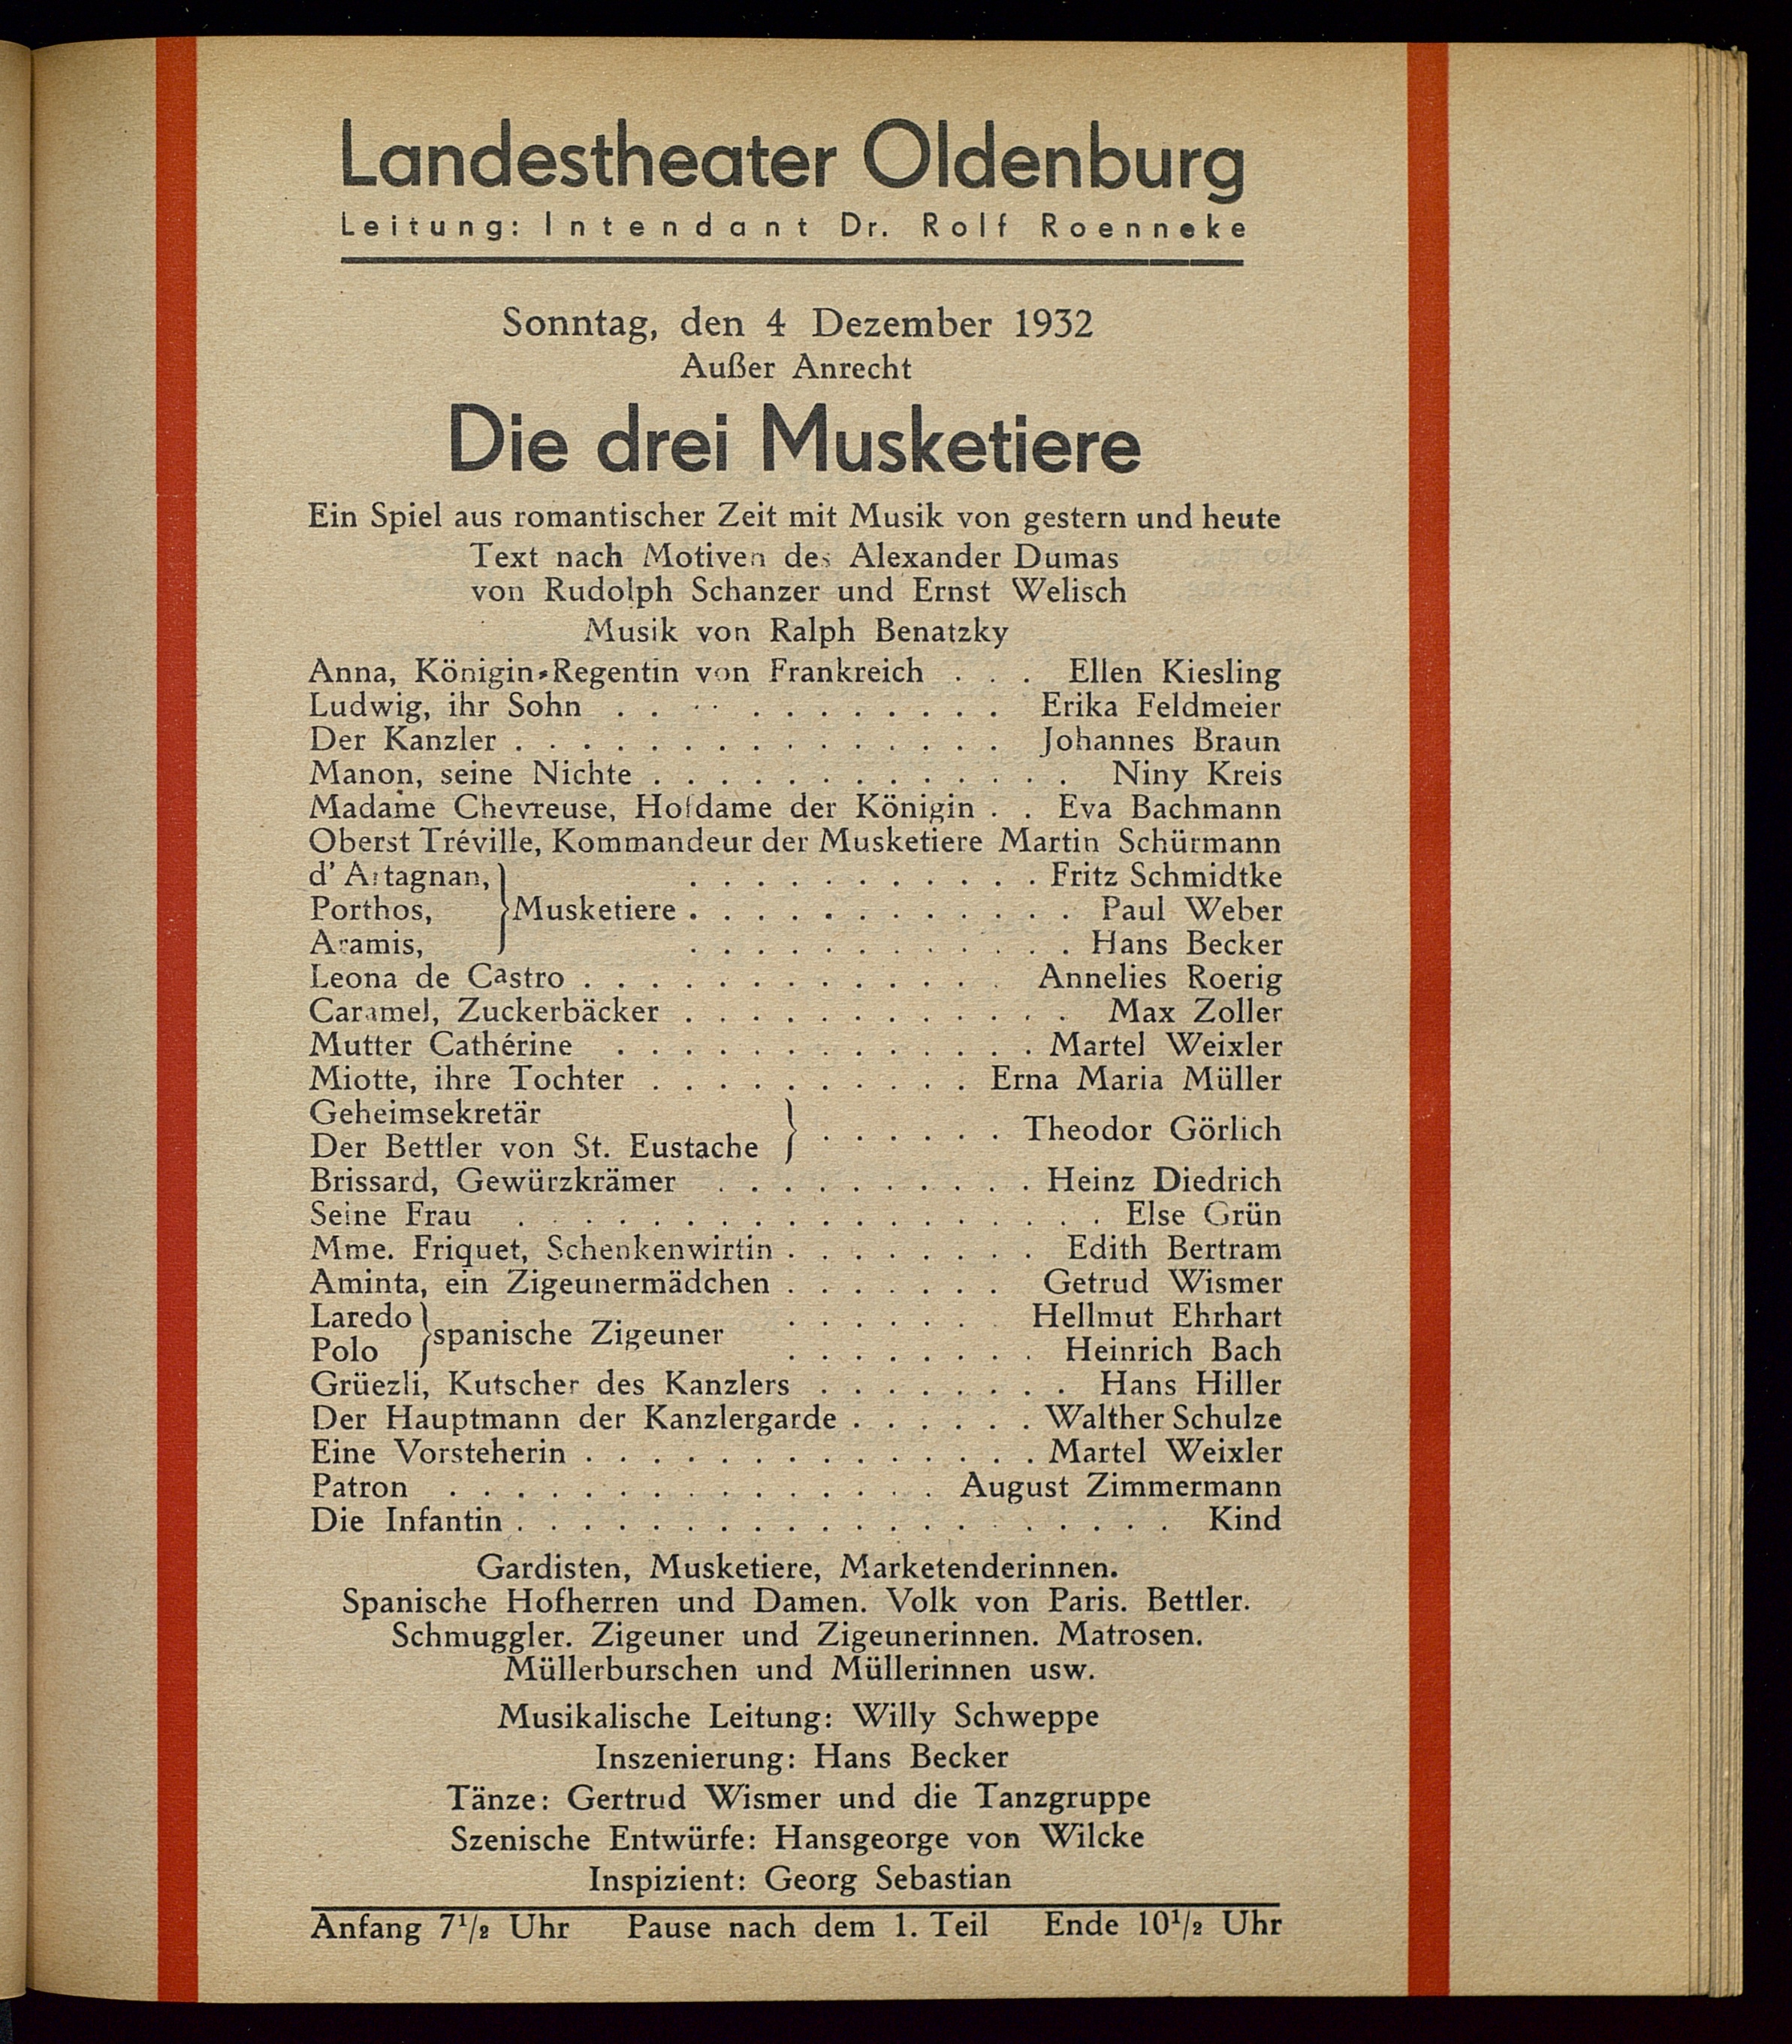 Landestheater Oldenburg
Leitung: Intendant Dr. Rolf Roenneke
Sonntag, den 4 Dezember 1932
Außer Anrecht
Die drei Musketiere
Ein Spiel aus romantischer Zeit mit Musik von gestern und heute
Text nach Motiven des Alexander Dumas
von Rudolph Schanzer und Ernst Welisch
Musik von Ralph Benatzky
Anna, Königin-Regentin von Frankreich . . . Ellen Kiesling
Ludwig, ihr Sohn . . . . . . . . . . . . Erika Feldmeier
Der Kanzler . . . . . . . . . . . . . . . Johannes Braun
Manon, seine Nichte . . . . . . . . . . . . . Niny Kreis
Madame Chevreuse, Hofdame der Königin . . Eva Bachmann
Oberst Tréville, Kommandeur der Musketiere Martin Schürmann
d'Artagnan, . . . . . . . . . . . Fritz Schmidtke
Porthos, } Musketiere . . . . . . . . . . . . Paul Weber
Aramis, . . . . . . . . . . . . Hans Becker
Leona de Castro . . . . . . . . . . . . . Annelies Roerig
Caramel, Zuckerbäcker . . . . . . . . . . . . Max Zoller
Mutter Cathérine . . . . . . . . . . . . . Martel Weixler
Miotte, ihre Tochter . . . . . . . . . . Erna Maria Müller
Geheimsekretär
Der Bettler von St. Eustache } . . . . . . Theodor Görlich
Brissard, Gewürzkrämer . . . . . . . . . . Heinz Diedrich
Seine Frau . . . . . . . . . . . . . . . . . . Else Grün
Mme. Friquet, Schenkenwirtin . . . . . . . . Edith Bertram
Aminta, ein Zigeunermädchen . . . . . . . Getrud Wismer
Laredo . . . . . . . Hellmut Ehrhart
} spanische Zigeuner
Polo . . . . . . . . Heinrich Bach
Grüezli, Kutscher des Kanzlers . . . . . . . . Hans Hiller
Der Hauptmann der Kanzlergarde . . . . . . Walther Schulze
Eine Vorsteherin . . . . . . . . . . . . . . Martel Weixler
Patron . . . . . . . . . . . . . . . August Zimmermann
Die Infantin . . . . . . . . . . . . . . . . . . . . Kind
Gardisten, Musketiere, Marketenderinnen.
Spanische Hofherren und Damen. Volk von Paris. Bettler.
Schmuggler. Zigeuner und Zigeunerinnen. Matrosen.
Müllerburschen und Müllerinnen usw.
Musikalische Leitung: Willy Schweppe
Inszenierung: Hans Becker
Tänze: Gertrud Wismer und die Tanzgruppe
Szenische Entwürfe: Hansgeorge von Wilcke
Inspizient: Georg Sebastian
Anfang 7¹/₂ Uhr Pause nach dem 1. Teil Ende 10¹/₂ Uhr